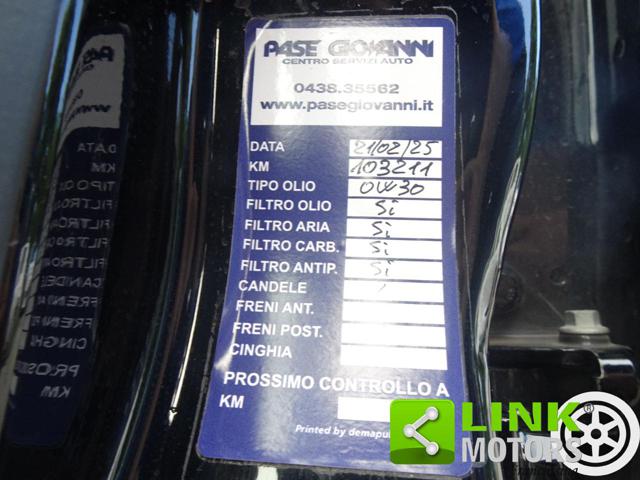 PASE GIOVANNI
CENTRO SERVIZI AUTO
0438.35562
www.pasegiovanni.it
DATA 21/02/25
KM 103211
TIPO OLIO 0W30
FILTRO OLIO Si
FILTRO ARIA Si
FILTRO CARB. Si
FILTRO ANTIP. Si
CANDELE /
FRENI ANT.
FRENI POST.
CINGHIA
PROSSIMO CONTROLLO A
KM
Printed by
LINK
MOTORS